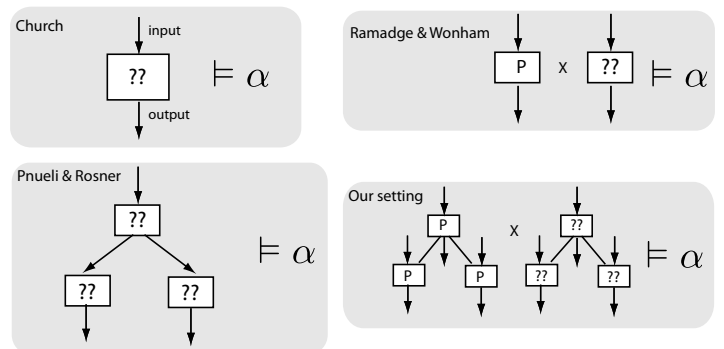 Church
input
??
⊨ α
output
Ramadge & Wonham
P x ?? ⊨ α
Pnueli & Rosner
??
⊨ α
?? ??
Our setting
P x ??
⊨ α
P P ?? ??